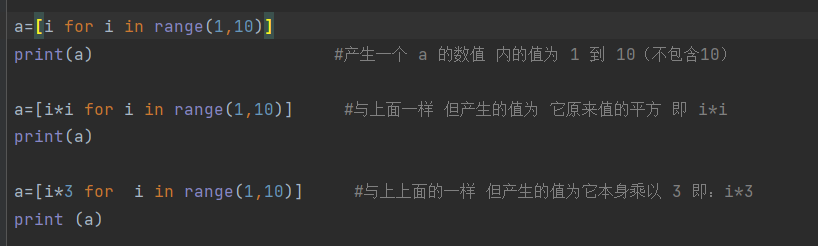 a=[i for i in range(1,10)]
print(a) #产生一个 a 的数值 内的值为 1 到 10（不包含10）
a=[i*i for i in range(1,10)] #与上面一样 但产生的值为 它原来值的平方 即 i*i
print(a)
a=[i*3 for  i in range(1,10)] #与上上面的一样 但产生的值为它本身乘以 3 即：i*3
print (a)